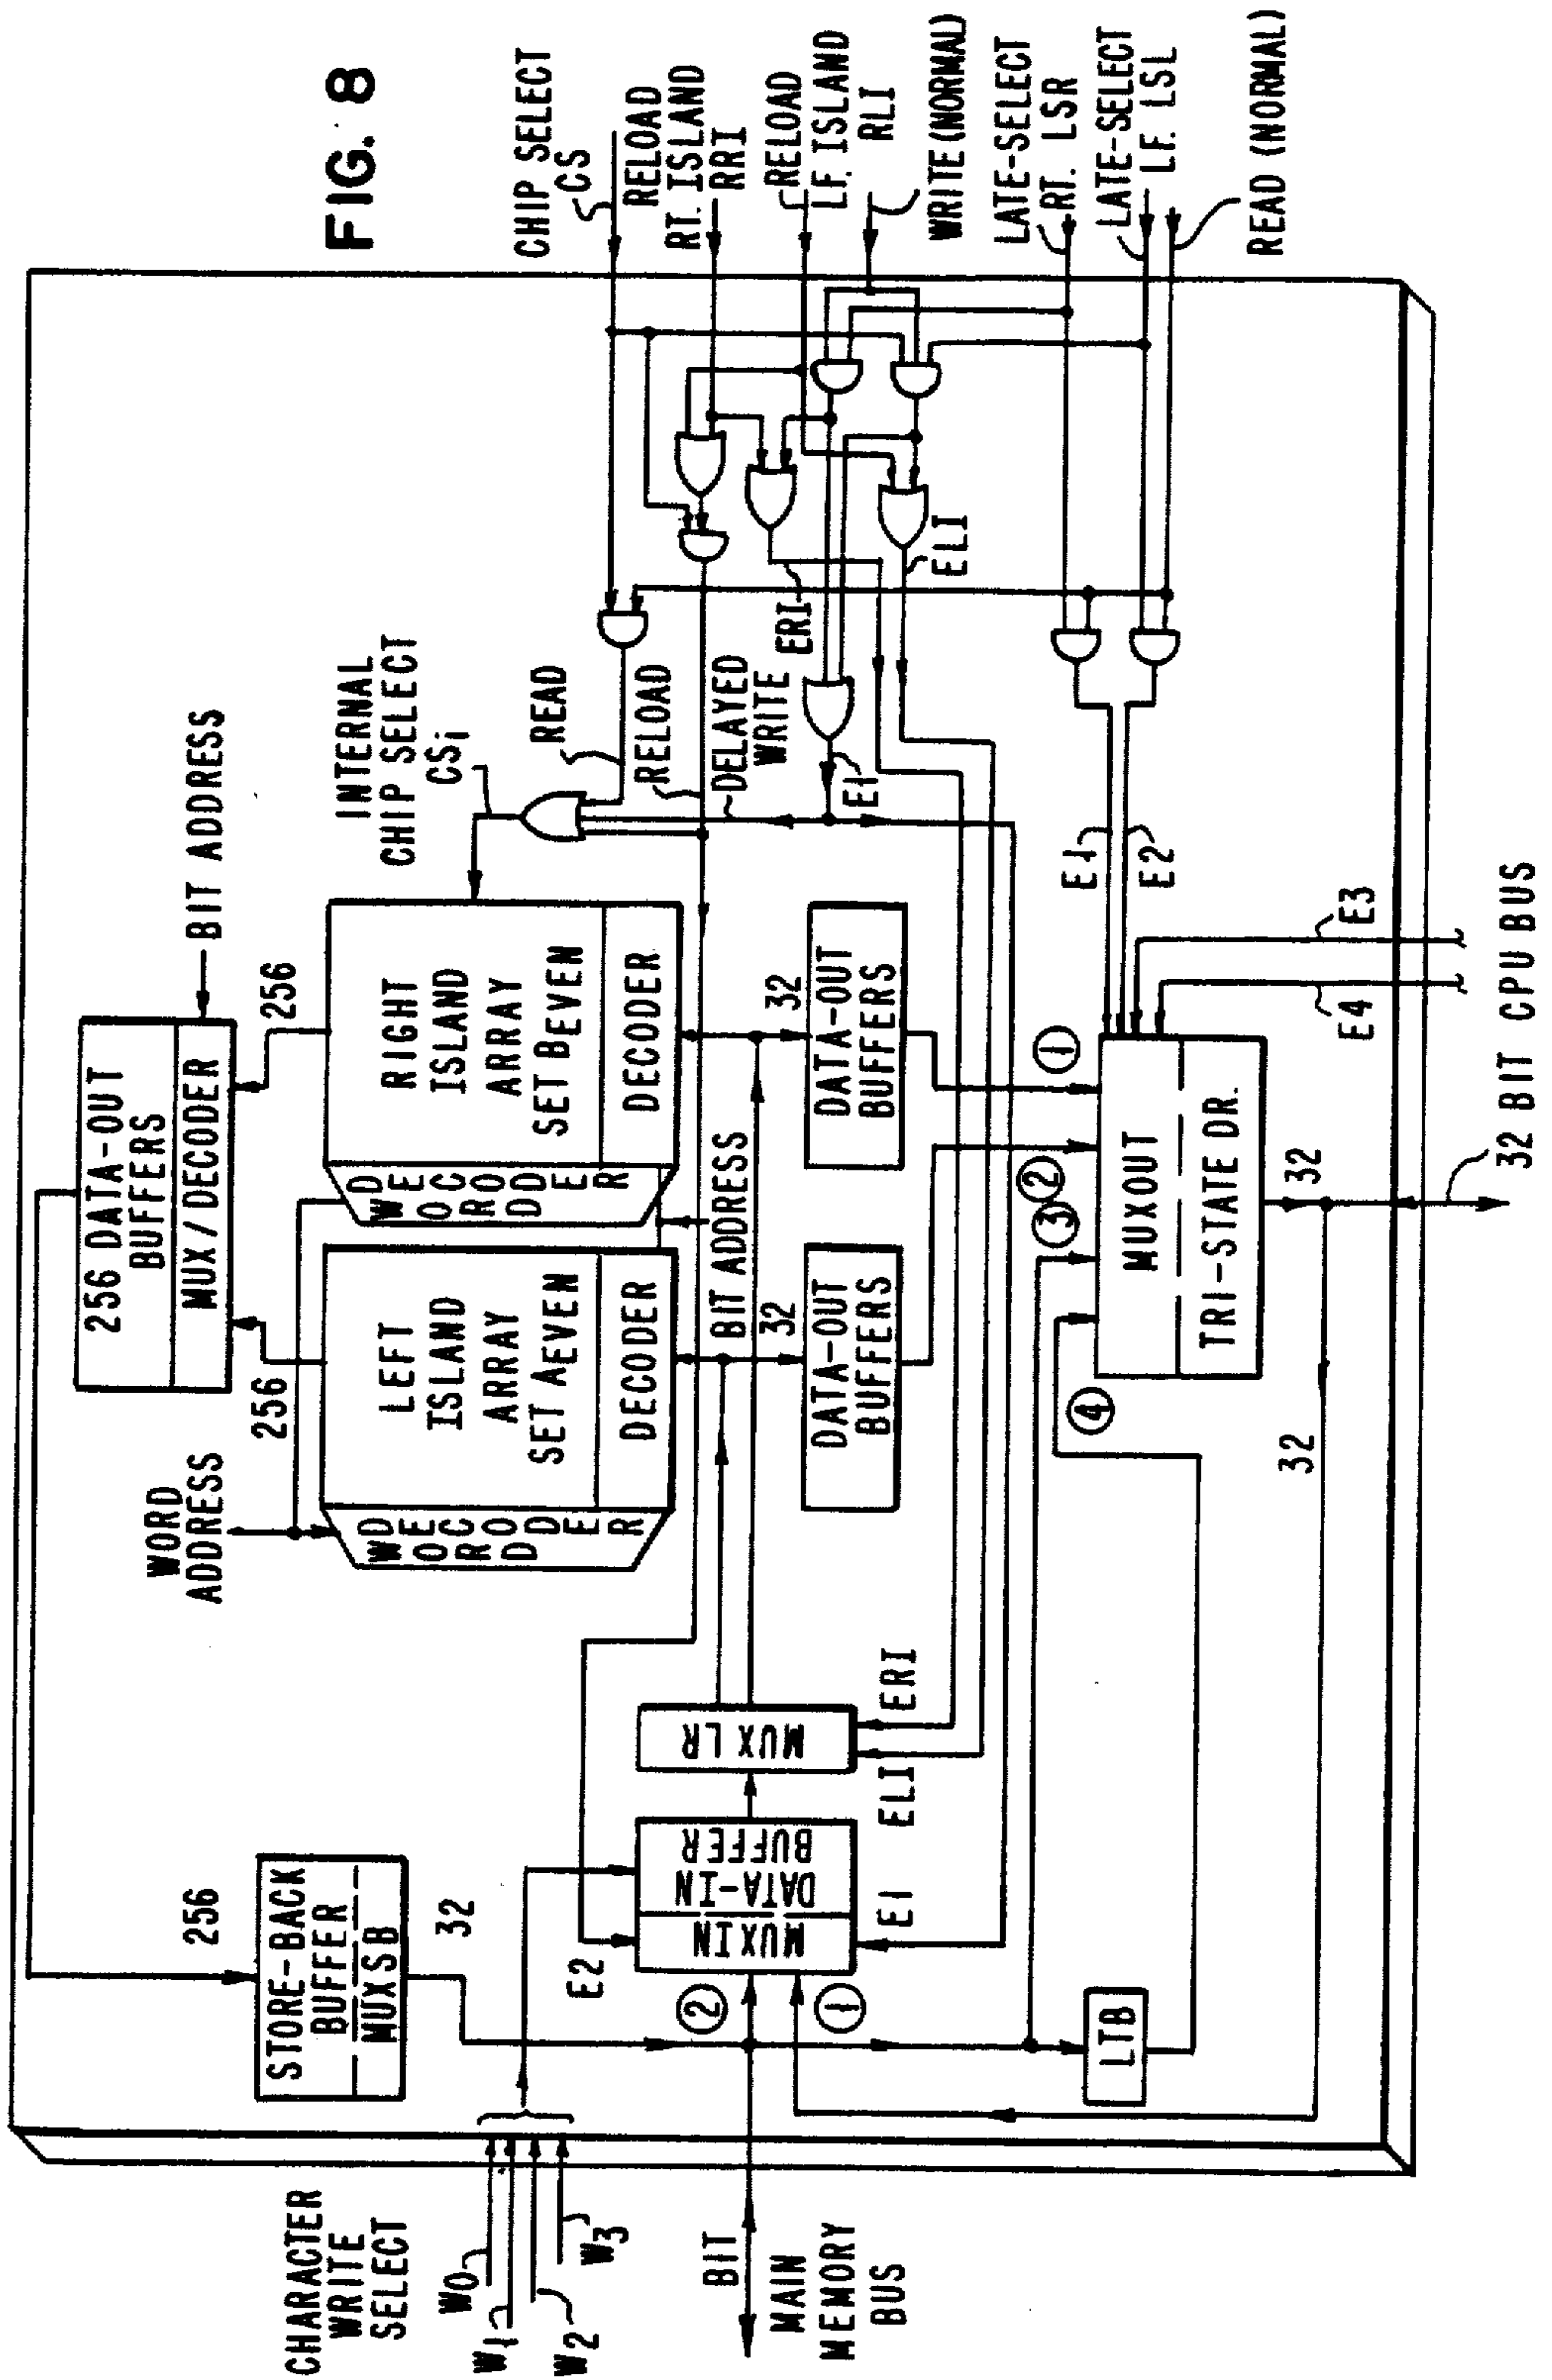 FIG. 8
CHARACTER
WRITE
SELECT
W0
W1
W2
W3
BIT
MAIN
MEMORY
BUS
256
STORE-BACK
BUFFER
MUXSB
32
E2
②
①
MUXIN
DATA-IN
BUFFER
E1
MUX LR
ELI
ERI
LTB
WORD
ADDRESS
256
256 DATA-OUT
BUFFERS
MUX/DECODER
BIT ADDRESS
256
WORD
DECODER
LEFT
ISLAND
ARRAY
SET AEVEN
DECODER
WORD
DECODER
RIGHT
ISLAND
ARRAY
SET BEVEN
DECODER
BIT ADDRESS
32
DATA-OUT
BUFFERS
32
DATA-OUT
BUFFERS
④
③
②
①
MUXOUT
TRI-STATE DR.
32
32
32 BIT CPU BUS
E4
E3
E1
E2
INTERNAL
CHIP SELECT
CSi
READ
RELOAD
DELAYED
WRITE
E1
ERI
ELI
CHIP SELECT
CS
RELOAD
RT. ISLAND
RRI
RELOAD
LF. ISLAND
RLI
WRITE (NORMAL)
LATE-SELECT
RT. LSR
LATE-SELECT
LF. LSL
READ (NORMAL)